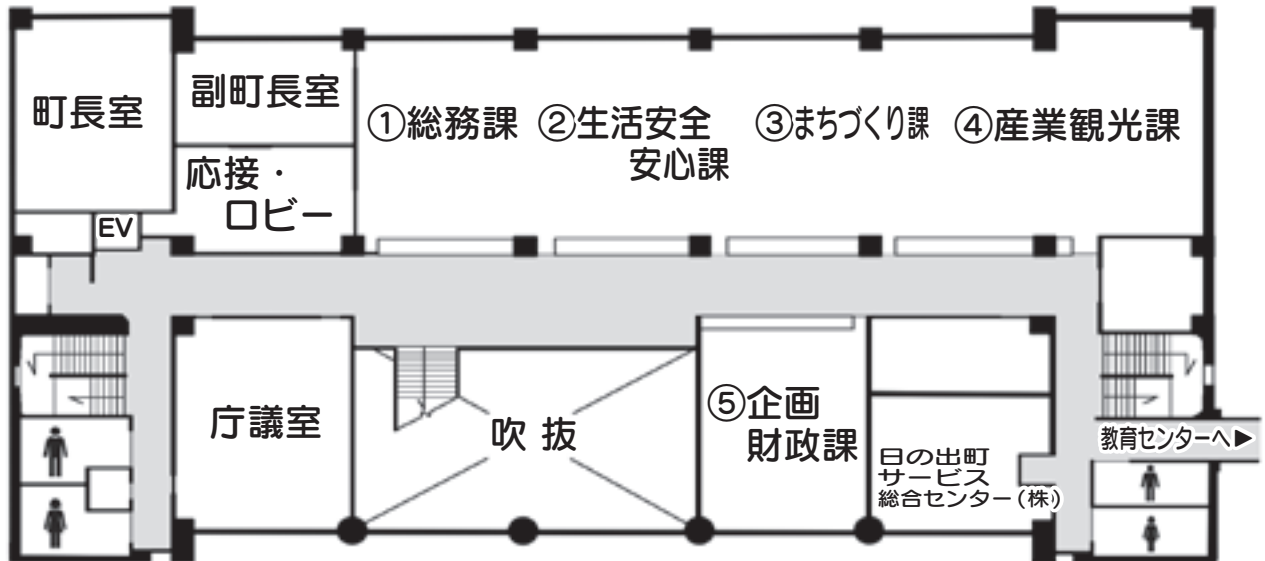 町長室
副町長室
応接・
ロビー
EV
①総務課
②生活安全
安心課
③まちづくり課
④産業観光課
庁議室
吹抜
⑤企画
財政課
日の出町
サービス
総合センター(株)
教育センターへ▶